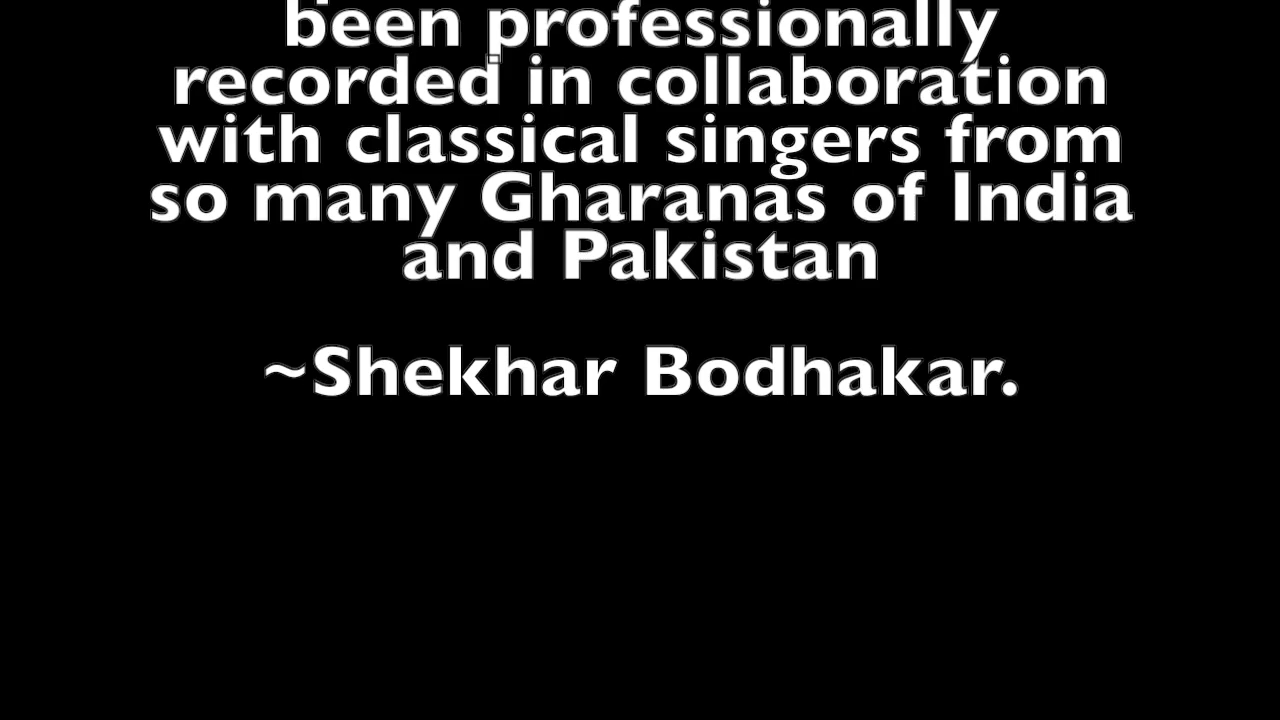 been professionally
recorded in collaboration
with classical singers from
so many Gharanas of India
and Pakistan
~Shekhar Bodhakar.